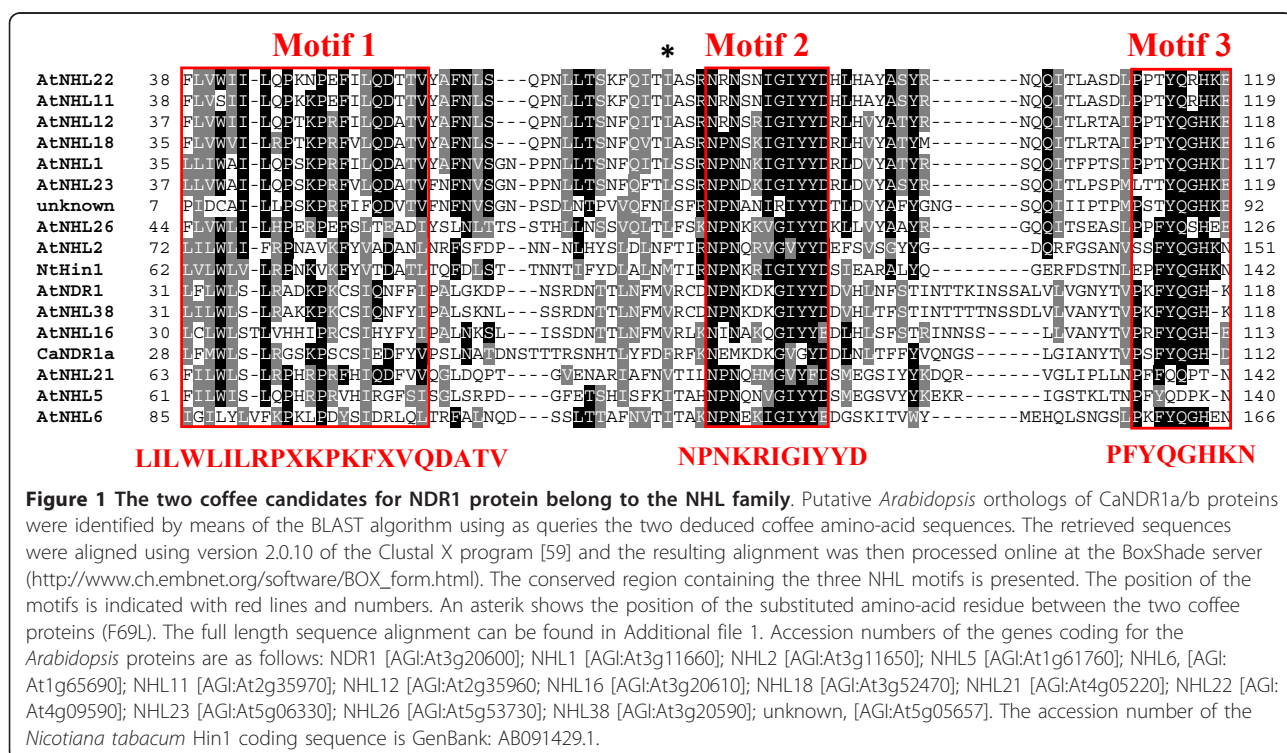 Motif 1 * Motif 2 Motif 3
AtNHL22 38 FLVWII-LQPKNPEFILQDTTVYAFNLS---QPNLLTSKFQITIASRNRNSNIGIYYDHLHAYASYR--------NQQITLASDLPPTYQRHKE 119
AtNHL11 38 FLVSII-LQPKKPEFILQDTTVYAFNLS---QPNLLTSKFQITIASRNRNSNIGIYYDHLHAYASYR--------NQQITLASDLPPTYQRHKE 119
AtNHL12 37 FLVWII-LQPTKPRFILQDATVYAFNLS---QPNLLTSNFQITIASRNRNSRIGIYYDRLHVYATYR--------NQQITLRTAIPPTYQGHKE 118
AtNHL18 35 FLVWVI-LRPTKPRFVLQDATVYAFNLS---QPNLLTSNFQVTIASRNPNSKIGIYYDRLHVYATYM--------NQQITLRTAIPPTYQGHKE 116
AtNHL1 35 LLIWAI-LQPSKPRFILQDATVYAFNVSGN-PPNLLTSNFQITLSSRNPNNKIGIYYDRLDVYATYR--------SQQITFPTSIPPTYQGHKD 117
AtNHL23 37 LLVWAI-LQPSKPRFVLQDATVFNFNVSGN-PPNLLTSNFQFTLSSRNPNDKIGIYYDRLDVYASYR--------SQQITLPSPMLTTYQGHKE 119
unknown 7 PIDCAI-LLPSKPRFIFQDVTVFNFNVSGN-PSDLNTPVVQFNLSFRNPNANIRIYYDTLDVYAFYGNG------SQQIIIPTPMPSTYQGHKE 92
AtNHL26 44 FLVWLI-LHPERPEFSLTEADIYSLNLTTS-STHLLNSSVQLTLFSKNPNKKVGIYYDKLLVYAAYR--------GQQITSEASLPPFYQSHEE 126
AtNHL2 72 LILWLI-FRPNAVKFYVADANLNRFSFDP--NN-NLHYSLDLNFTIRNPNQRVGVYYDEFSVSGYYG--------DQRFGSANVSSFYQGHKN 151
NtHin1 62 LVLWLV-LRPNKVKFYVTDATLTQFDLST--TNNTIFYDLALNMTIRNPNKRIGIYYDSIEARALYQ--------GERFDSTNLEPFYQGHKN 142
AtNDR1 31 LFLWLS-LRADKPKCSIQNFFIPALGKDP---NSRDNTTLNFMVRCDNPNKDKGIYYDDVHLNFSTINTTKINSSALVLVGNYTVPKFYQGH-K 118
AtNHL38 31 LILWLS-LRAKKPKCSIQNFYIPALSKNL---SSRDNTTLNFMVRCDNPNKDKGIYYDDVHLTFSTINTTTTNSSDLVLVANYTVPKFYQGH-K 118
AtNHL16 30 LCLWLSTLVHHIPRCSIHYFYIPALNKSL---ISSDNTTLNFMVRLKNINAKQGIYYEDLHLSFSTRINNSS-----LLVANYTVPRFYQGH-E 113
CaNDR1a 28 LFMWLS-LRGSKPSCSIEDFYVPSLNATDNSTTTRSNHTLYFDFRFKNEMKDKGVGYDDLNLTFFYVQNGS------LGIANYTVPSFYQGH-D 112
AtNHL21 63 FILWLS-LRPHRPRFHIQDFVVQGLDQPT----GVENARIAFNVTILNPNQHMGVYFDSMEGSIYYKDQR------VGLIPLLNPFFQQPT-N 142
AtNHL5 61 FILWIS-LQPHRPRVHIRGFSISGLSRPD----GFETSHISFKITAHNPNQNVGIYYDSMEGSVYYKEKR------IGSTKLTNPFYQDPK-N 140
AtNHL6 85 IGILYLVFKPKLPDYSIDRLQLTRFALNQD---SSLTTAFNVTITAKNPNEKIGIYYEDGSKITVWY--------MEHQLSNGSLPKFYQGHEN 166
LILWLILRPXKPKFXVQDATV NPNKRIGIYYD PFYQGHKN
Figure 1 The two coffee candidates for NDR1 protein belong to the NHL family. Putative Arabidopsis orthologs of CaNDR1a/b proteins
were identified by means of the BLAST algorithm using as queries the two deduced coffee amino-acid sequences. The retrieved sequences
were aligned using version 2.0.10 of the Clustal X program [59] and the resulting alignment was then processed online at the BoxShade server
(http://www.ch.embnet.org/software/BOX_form.html). The conserved region containing the three NHL motifs is presented. The position of the
motifs is indicated with red lines and numbers. An asterik shows the position of the substituted amino-acid residue between the two coffee
proteins (F69L). The full length sequence alignment can be found in Additional file 1. Accession numbers of the genes coding for the
Arabidopsis proteins are as follows: NDR1 [AGI:At3g20600]; NHL1 [AGI:At3g11660]; NHL2 [AGI:At3g11650]; NHL5 [AGI:At1g61760]; NHL6, [AGI:
At1g65690]; NHL11 [AGI:At2g35970]; NHL12 [AGI:At2g35960; NHL16 [AGI:At3g20610]; NHL18 [AGI:At3g52470]; NHL21 [AGI:At4g05220]; NHL22 [AGI:
At4g09590]; NHL23 [AGI:At5g06330]; NHL26 [AGI:At5g53730]; NHL38 [AGI:At3g20590]; unknown, [AGI:At5g05657]. The accession number of the
Nicotiana tabacum Hin1 coding sequence is GenBank: AB091429.1.